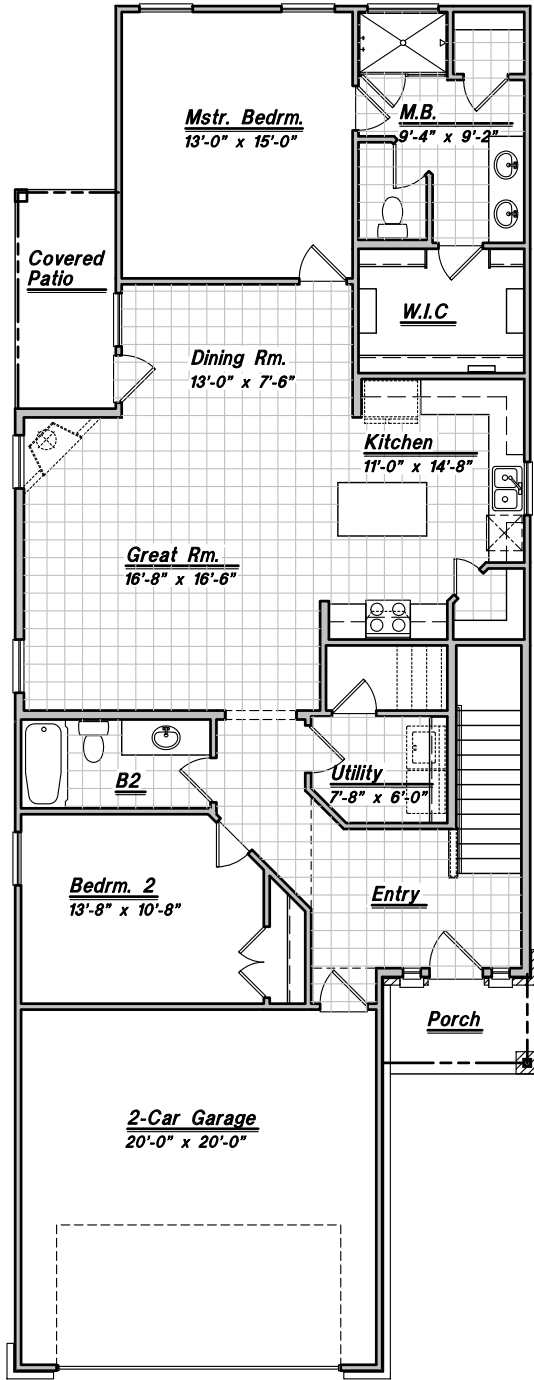 Mstr. Bedrm.
13'-0" x 15'-0"
M.B.
9'-4" x 9'-2"
Covered
Patio
W.I.C
Dining Rm.
13'-0" x 7'-6"
Kitchen
11'-0" x 14'-8"
Great Rm.
16'-8" x 16'-6"
B2
Utility
7'-8" x 6'-0"
Bedrm. 2
13'-8" x 10'-8"
Entry
Porch
2-Car Garage
20'-0" x 20'-0"